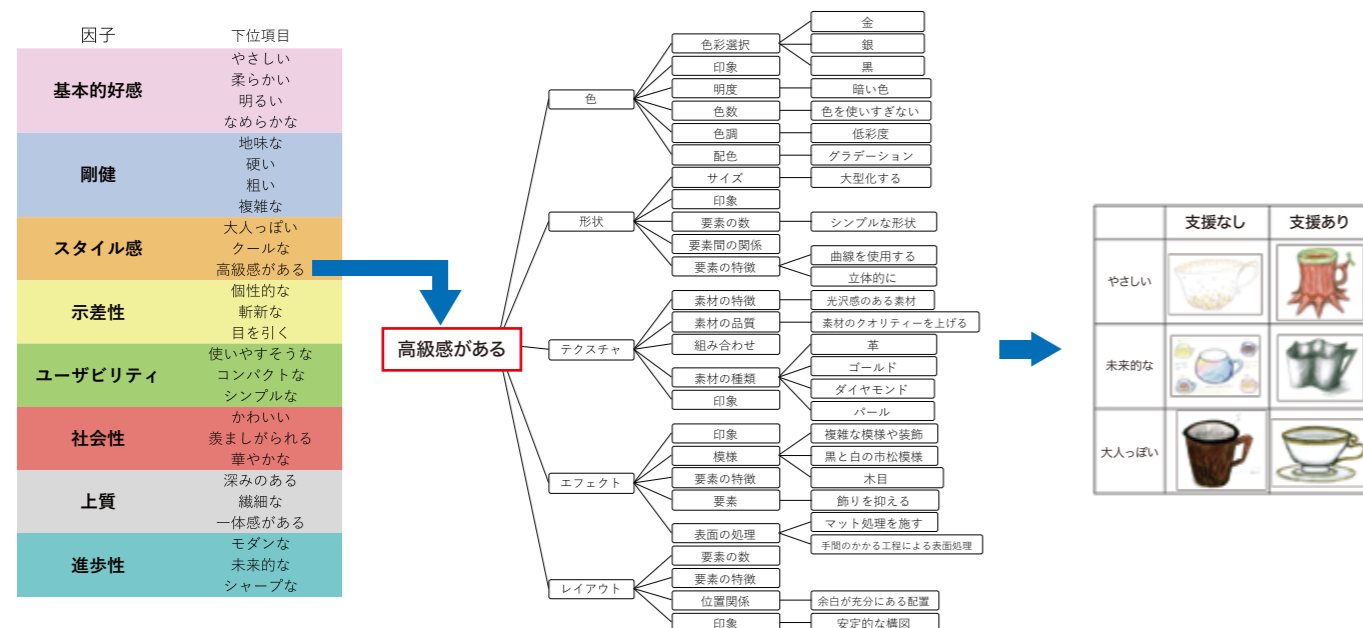 因子
下位項目
基本的好感
やさしい
柔らかい
明るい
なめらかな
剛健
地味な
硬い
粗い
複雑な
スタイル感
大人っぽい
クールな
高級感がある
示差性
個性的な
斬新な
目を引く
ユーザビリティ
使いやすそうな
コンパクトな
シンプルな
社会性
かわいい
羨ましがられる
華やかな
上質
深みのある
繊細な
一体感がある
進歩性
モダンな
未来的な
シャープな
高級感がある
色
色彩選択
金
銀
黒
印象
明度
暗い色
色数
色を使いすぎない
色調
低彩度
配色
グラデーション
形状
サイズ
大型化する
印象
要素の数
シンプルな形状
要素間の関係
要素の特徴
曲線を使用する
立体的に
テクスチャ
素材の特徴
光沢感のある素材
素材の品質
素材のクオリティーを上げる
組み合わせ
素材の種類
革
ゴールド
ダイヤモンド
パール
印象
エフェクト
印象
模様
複雑な模様や装飾
黒と白の市松模様
木目
要素の特徴
要素
飾りを抑える
表面の処理
マット処理を施す
手間のかかる工程による表面処理
レイアウト
要素の数
要素の特徴
位置関係
余白が充分にある配置
印象
安定的な構図
支援なし
支援あり
やさしい
未来的な
大人っぽい